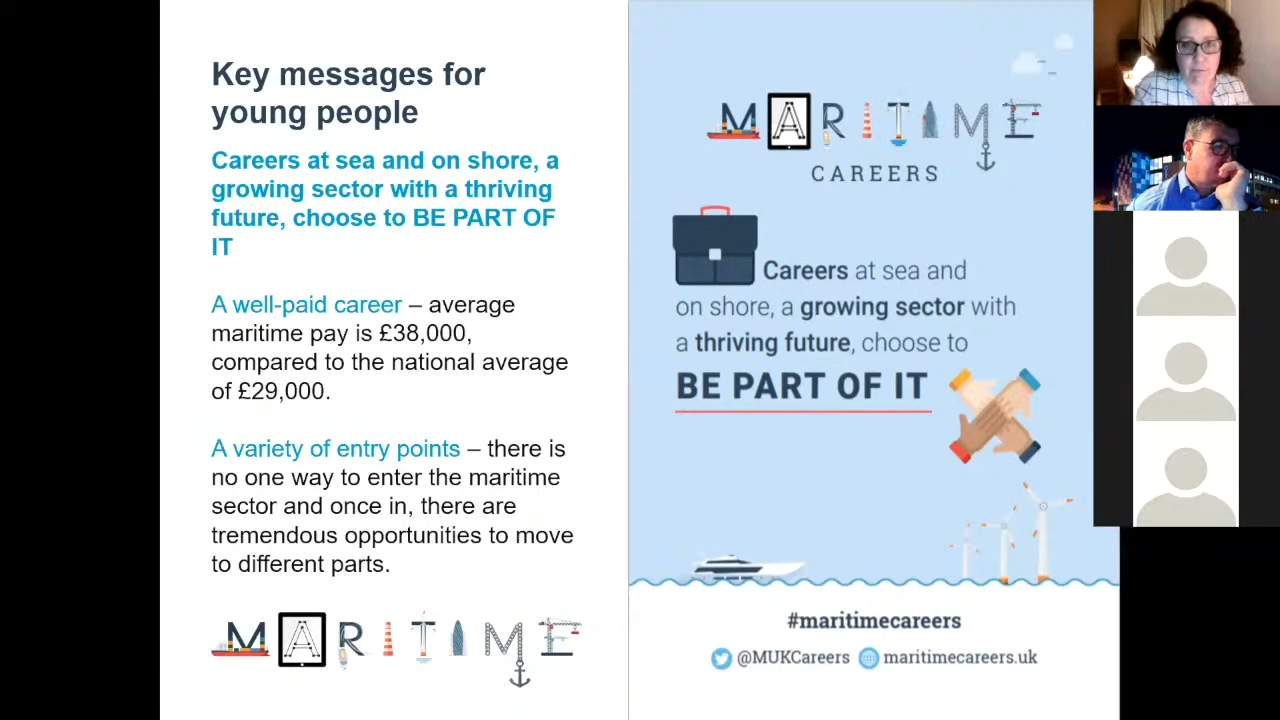 Key messages for
young people
Careers at sea and on shore, a
growing sector with a thriving
future, choose to BE PART OF
IT
A well-paid career – average
maritime pay is £38,000,
compared to the national average
of £29,000.
A variety of entry points – there is
no one way to enter the maritime
sector and once in, there are
tremendous opportunities to move
to different parts.
MARITIME
MARITIME
CAREERS
Careers at sea and
on shore, a growing sector with
a thriving future, choose to
BE PART OF IT
#maritimecareers
@MUKCareers maritimecareers.uk